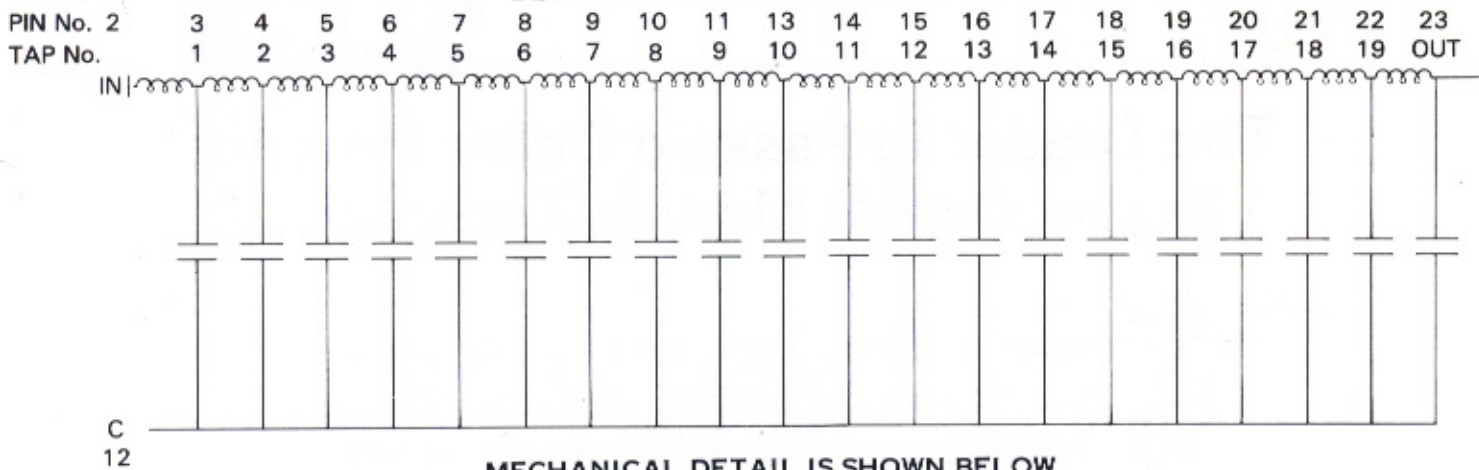 PIN No. 2 3 4 5 6 7 8 9 10 11 13 14 15 16 17 18 19 20 21 22 23
TAP No. 1 2 3 4 5 6 7 8 9 10 11 12 13 14 15 16 17 18 19 OUT
IN
C
12
MECHANICAL DETAIL IS SHOWN BELOW